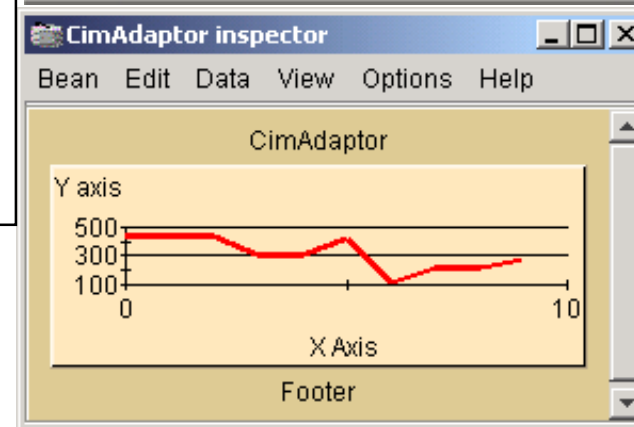 CimAdaptor inspector
Bean Edit Data View Options Help
CimAdaptor
Y axis
500
300
100
0 10
X Axis
Footer